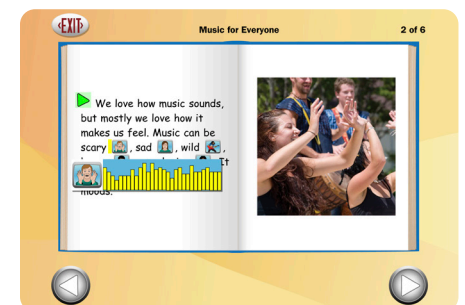 EXIT
Music for Everyone
2 of 6
We love how music sounds,
but mostly we love how it
makes us feel. Music can be
scary , sad , wild ,
It
moods.